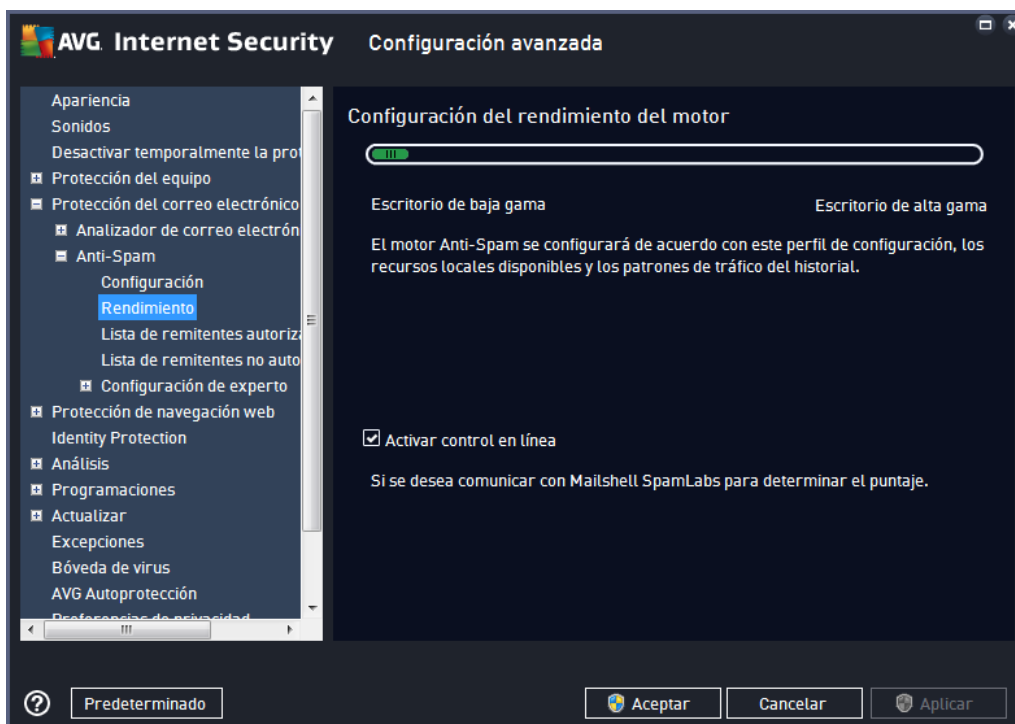 AVG. Internet Security Configuración avanzada
Apariencia
Sonidos
Desactivar temporalmente la prot
Protección del equipo
Protección del correo electrónico
Analizador de correo electrón
Anti-Spam
Configuración
Rendimiento
Lista de remitentes autoriza
Lista de remitentes no auto
Configuración de experto
Protección de navegación web
Identity Protection
Análisis
Programaciones
Actualizar
Excepciones
Bóveda de virus
AVG Autoprotección
Preferencias de privacidad
Configuración del rendimiento del motor
Escritorio de baja gama
Escritorio de alta gama
El motor Anti-Spam se configurará de acuerdo con este perfil de configuración, los
recursos locales disponibles y los patrones de tráfico del historial.
Activar control en línea
Si se desea comunicar con Mailshell SpamLabs para determinar el puntaje.
Predeterminado
Aceptar
Cancelar
Aplicar